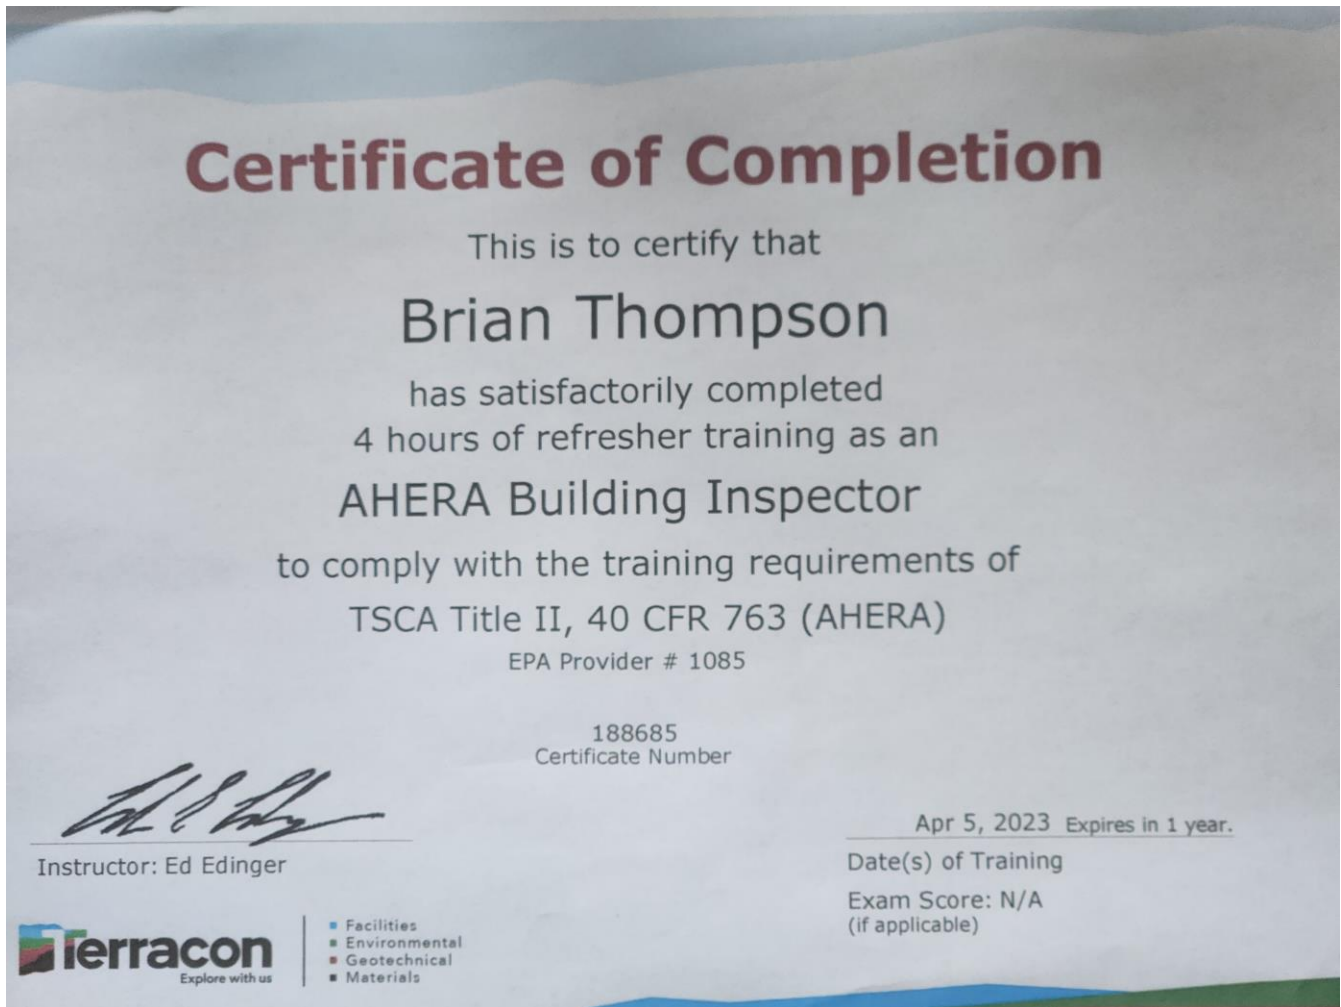 Certificate of Completion
This is to certify that
Brian Thompson
has satisfactorily completed
4 hours of refresher training as an
AHERA Building Inspector
to comply with the training requirements of
TSCA Title II, 40 CFR 763 (AHERA)
EPA Provider # 1085
188685
Certificate Number
Instructor: Ed Edinger
Apr 5, 2023 Expires in 1 year.
Date(s) of Training
Exam Score: N/A
(if applicable)
Terracon
Explore with us
Facilities
Environmental
Geotechnical
Materials